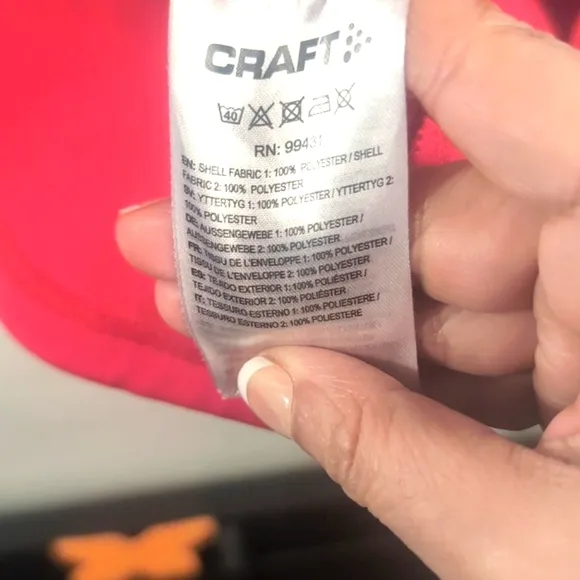 CRAFT
40
RN: 99431
EN: SHELL FABRIC 1: 100% POLYESTER / SHELL
FABRIC 2: 100% POLYESTER
SV: YTTERTYG 1: 100% POLYESTER / YTTERTYG 2:
100% POLYESTER
DE: AUSSENGEWEBE 1: 100% POLYESTER /
AUSSENGEWEBE 2: 100% POLYESTER
FR: TISSU DE L'ENVELOPPE 1: 100% POLYESTER /
TISSU DE L'ENVELOPPE 2: 100% POLYESTER
ES: TEJIDO EXTERIOR 1: 100% POLIÉSTER /
TEJIDO EXTERIOR 2: 100% POLIÉSTER
IT: TESSURO ESTERNO 1: 100% POLIESTERE /
TESSURO ESTERNO 2: 100% POLIESTERE